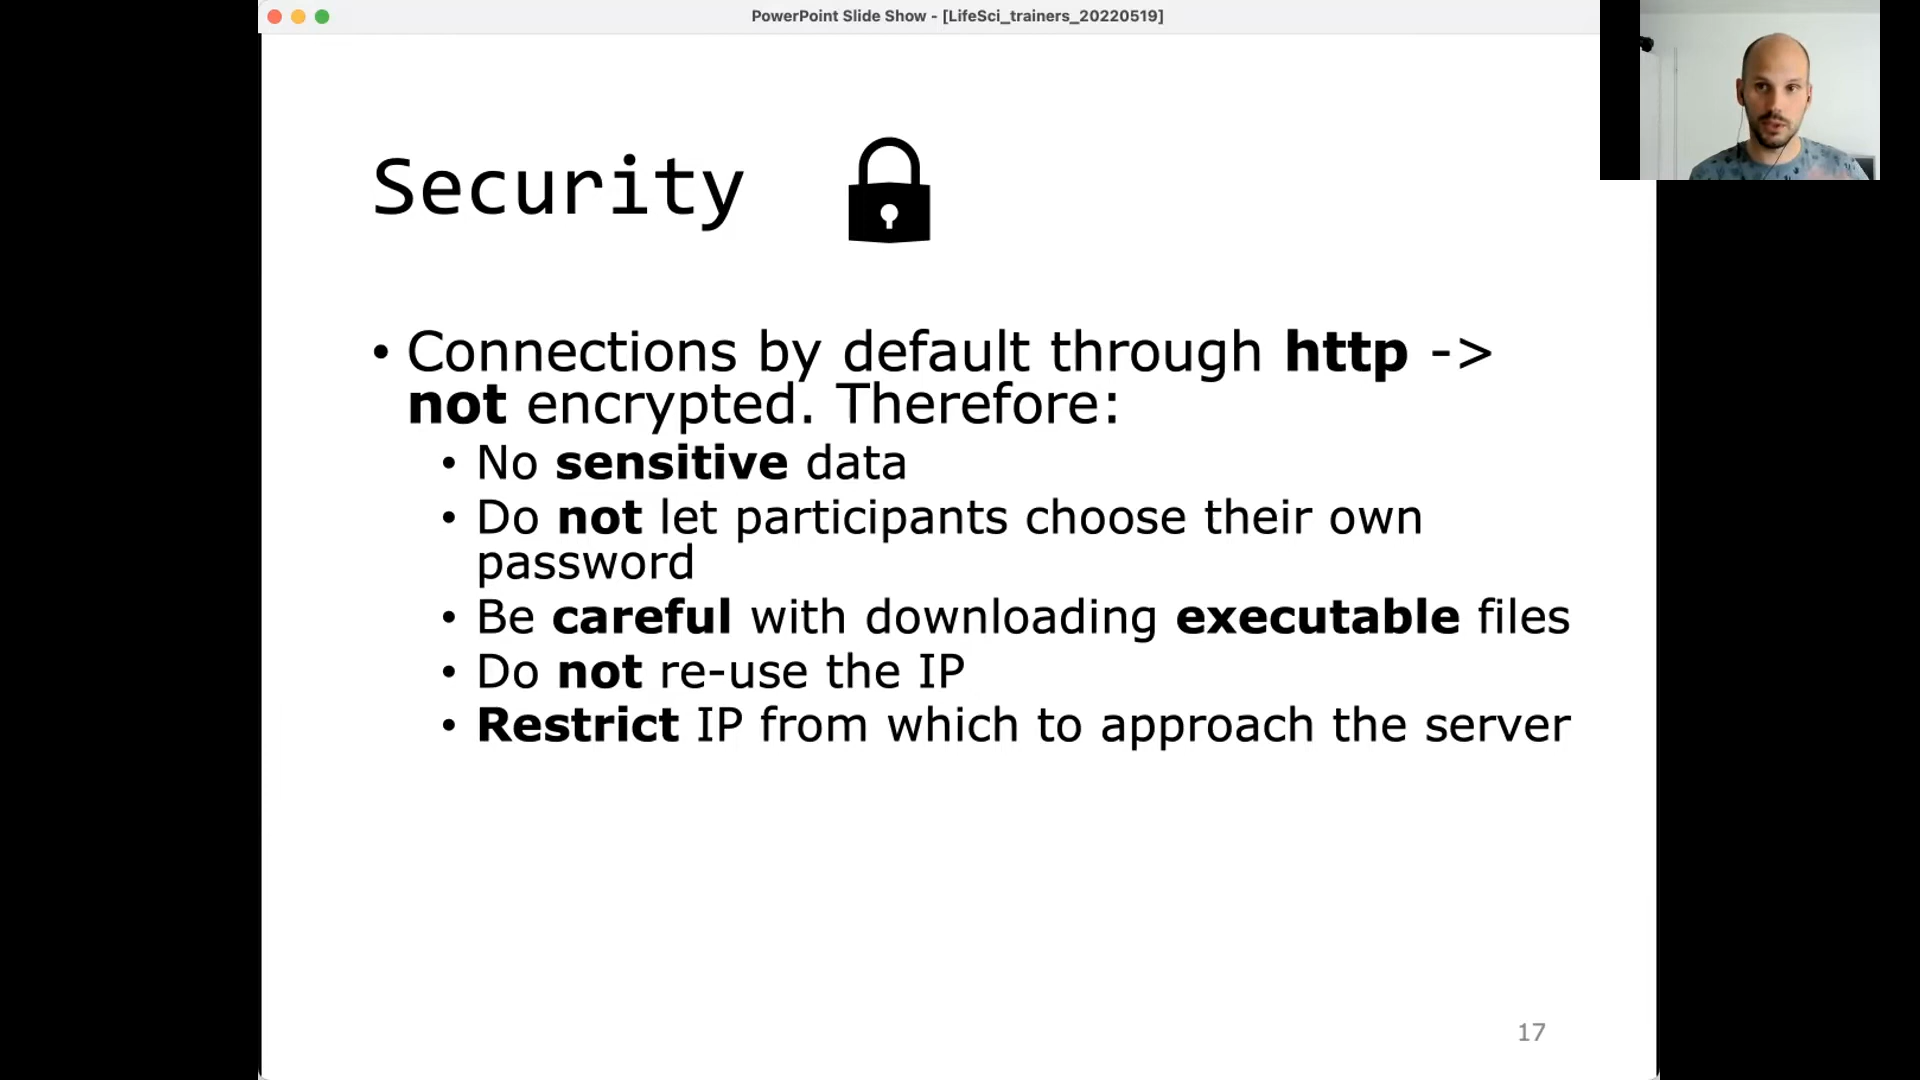 PowerPoint Slide Show - [LifeSci_trainers_20220519]
Security
• Connections by default through http ->
not encrypted. Therefore:
• No sensitive data
• Do not let participants choose their own
password
• Be careful with downloading executable files
• Do not re-use the IP
• Restrict IP from which to approach the server
17